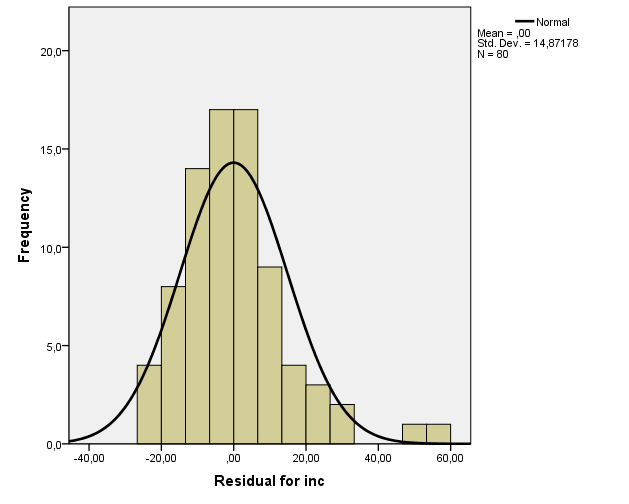 Normal
Mean = ,00
Std. Dev. = 14,87178
N = 80
20,0
15,0
10,0
5,0
0,0
Frequency
-40,00 -20,00 ,00 20,00 40,00 60,00
Residual for inc